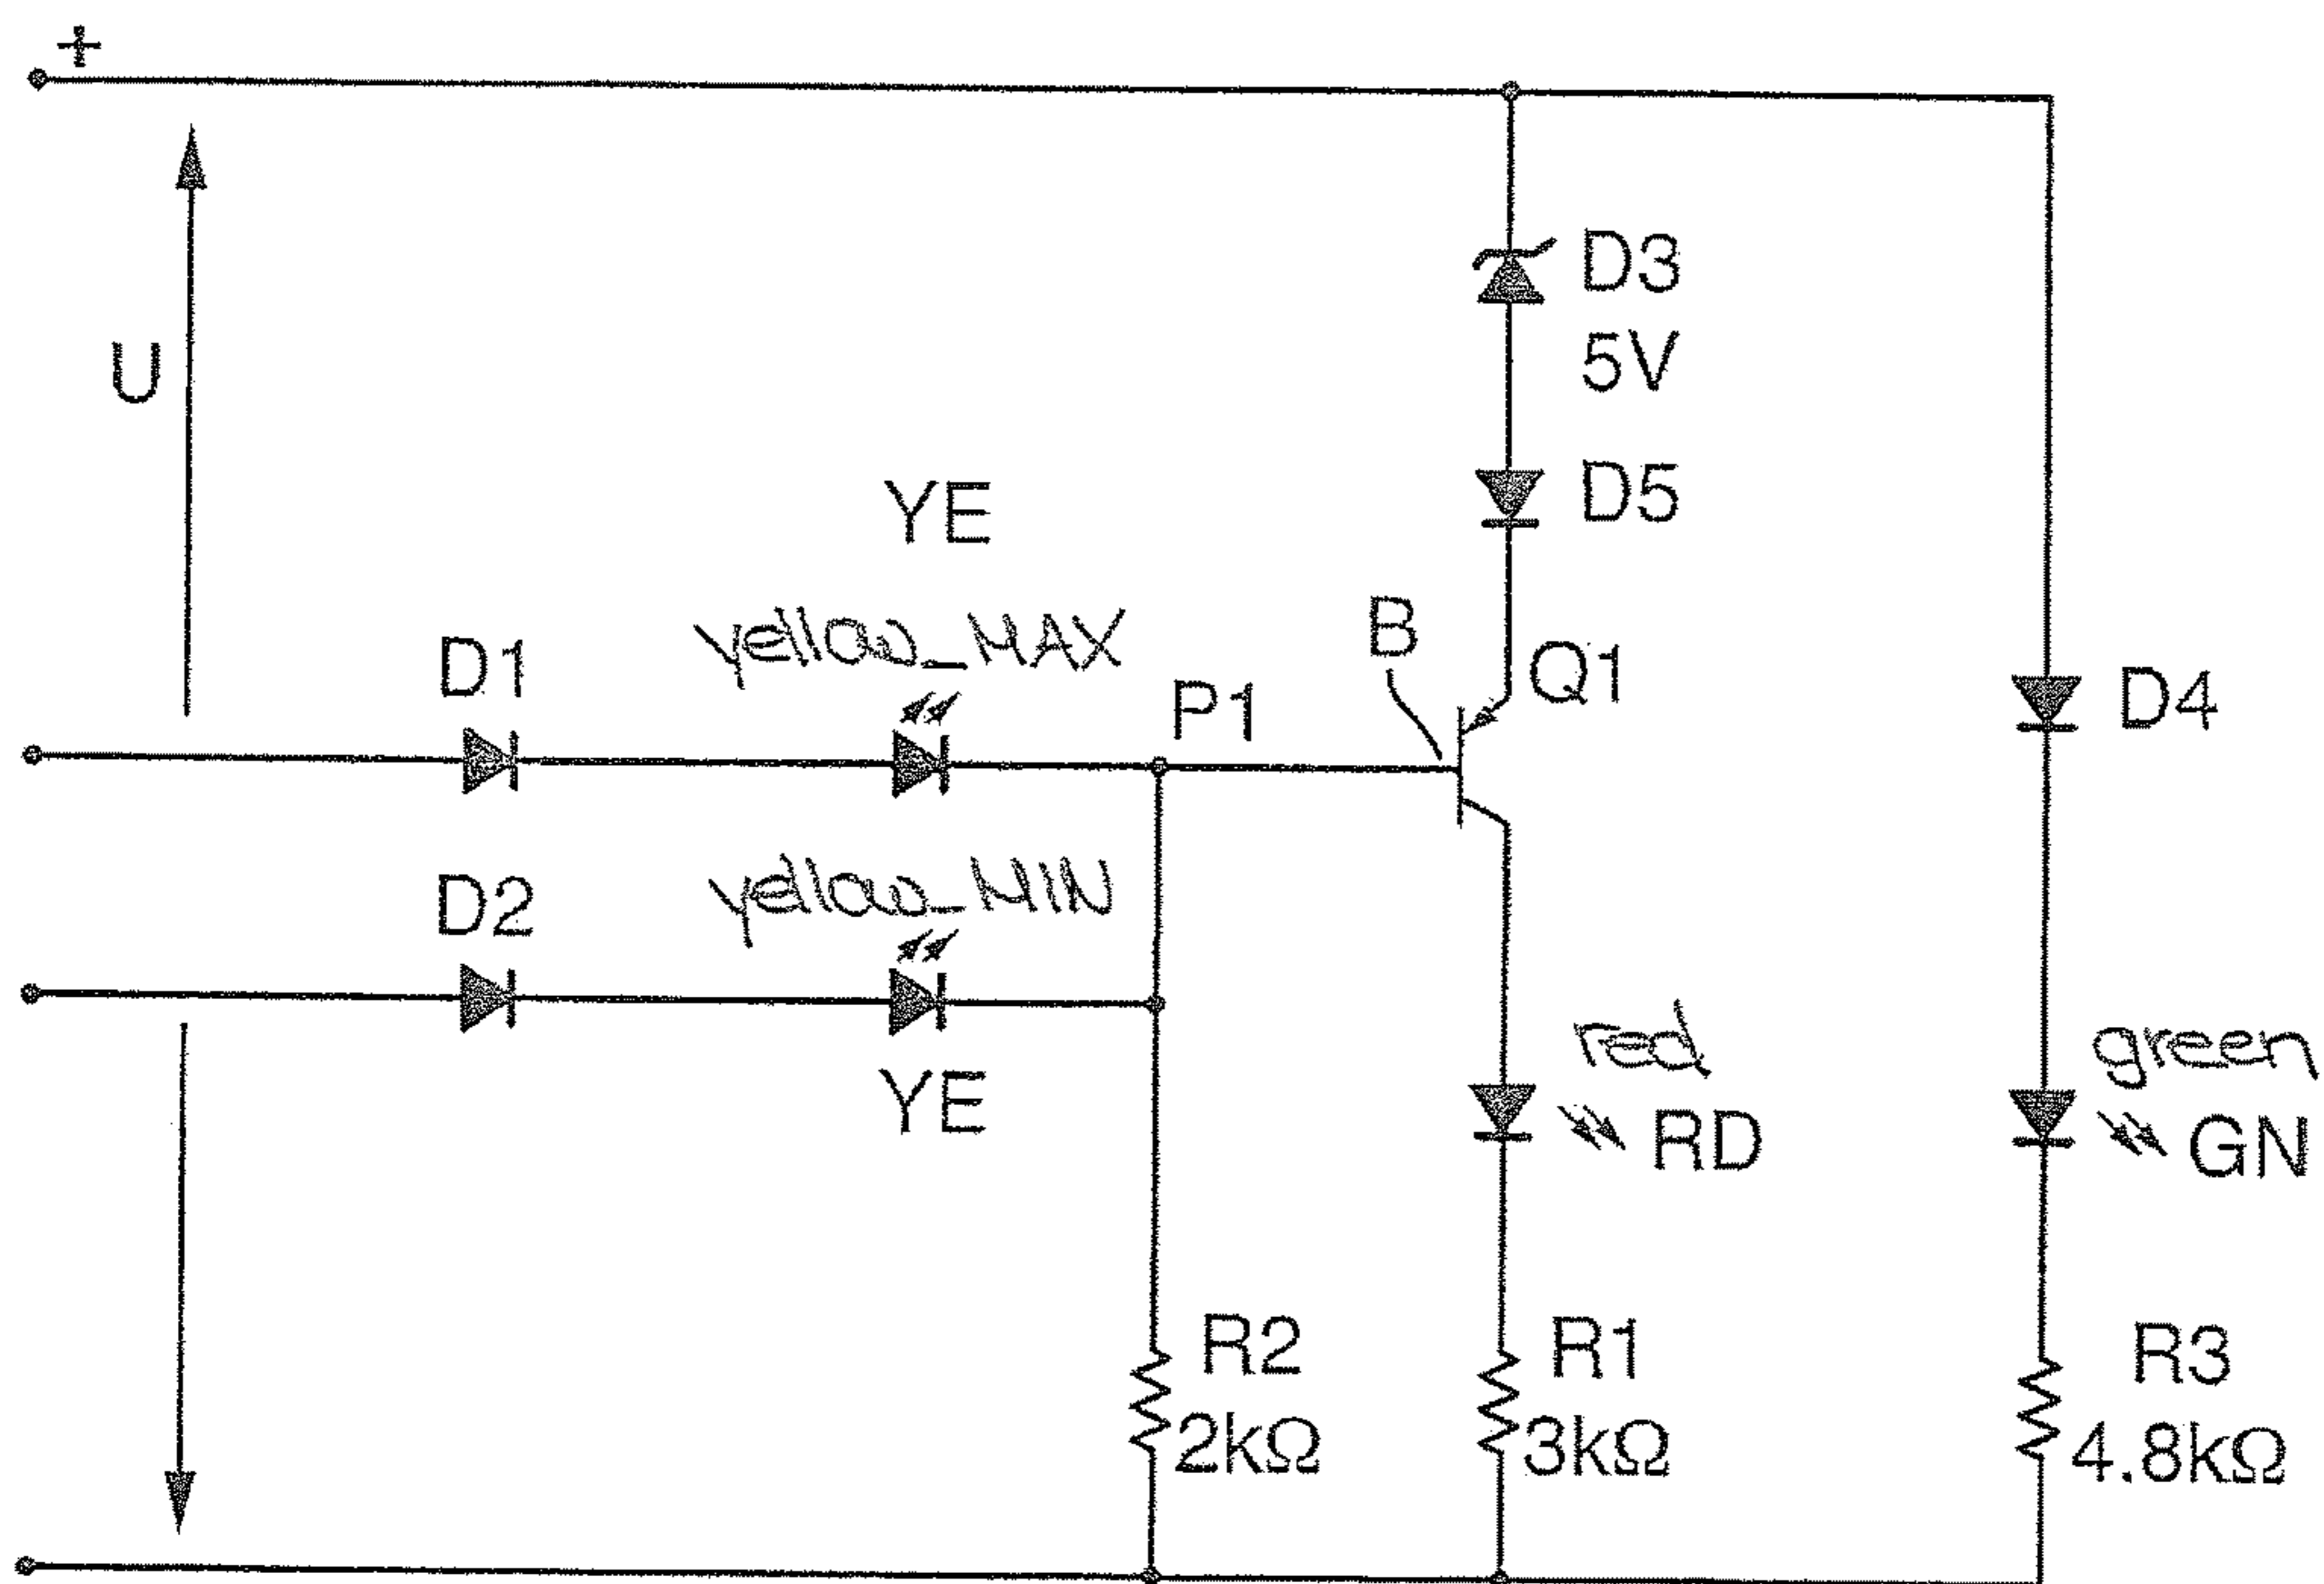 +
U
D3
5V
D5
YE
yellow_MAX
D1
P1
B
Q1
D4
D2
yellow_MIN
YE
red
RD
green
GN
R2
2kΩ
R1
3kΩ
R3
4.8kΩ